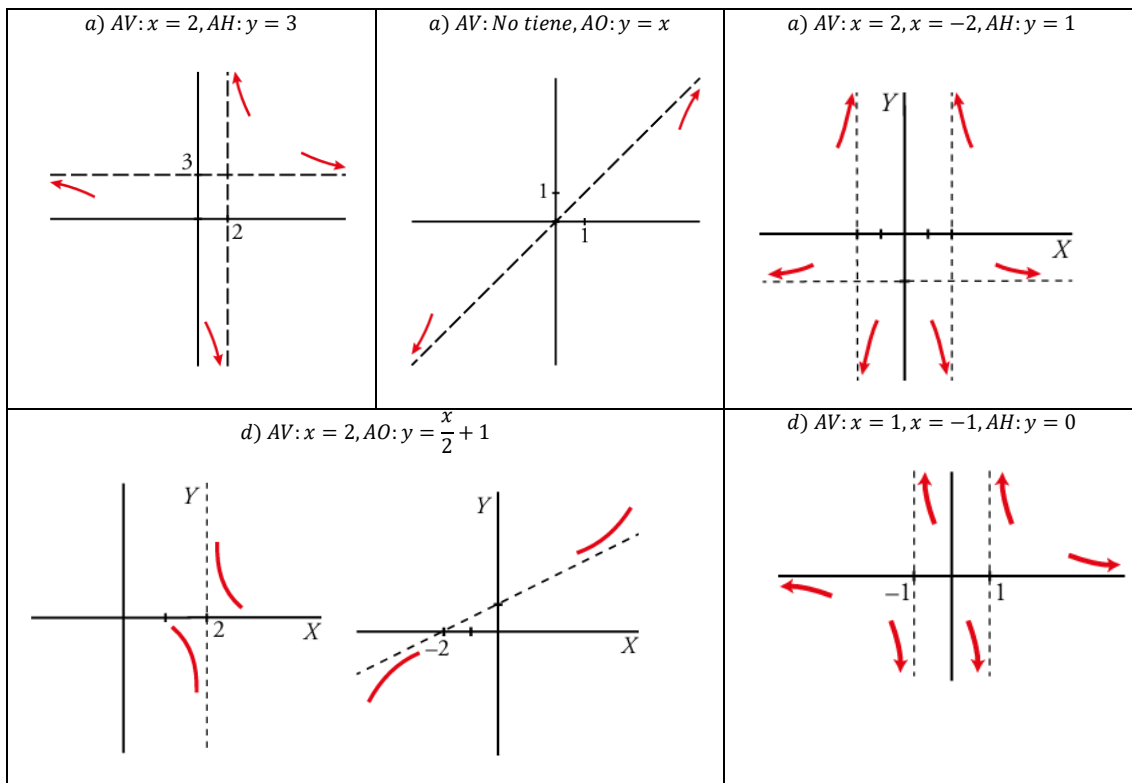 a) AV: x = 2, AH: y = 3
3
2
a) AV: No tiene, AO: y = x
1
1
a) AV: x = 2, x = −2, AH: y = 1
Y
X
d) AV: x = 2, AO: y = x/2 + 1
Y
2
X
Y
−2
X
d) AV: x = 1, x = −1, AH: y = 0
−1
1